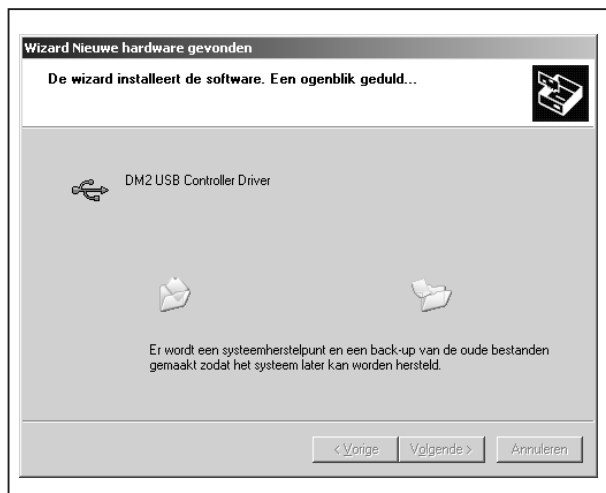 Wizard Nieuwe hardware gevonden
De wizard installeert de software. Een ogenblik geduld...
DM2 USB Controller Driver
Er wordt een systeemherstelpunt en een back-up van de oude bestanden
gemaakt zodat het systeem later kan worden hersteld.
< Vorige
Volgende >
Annuleren